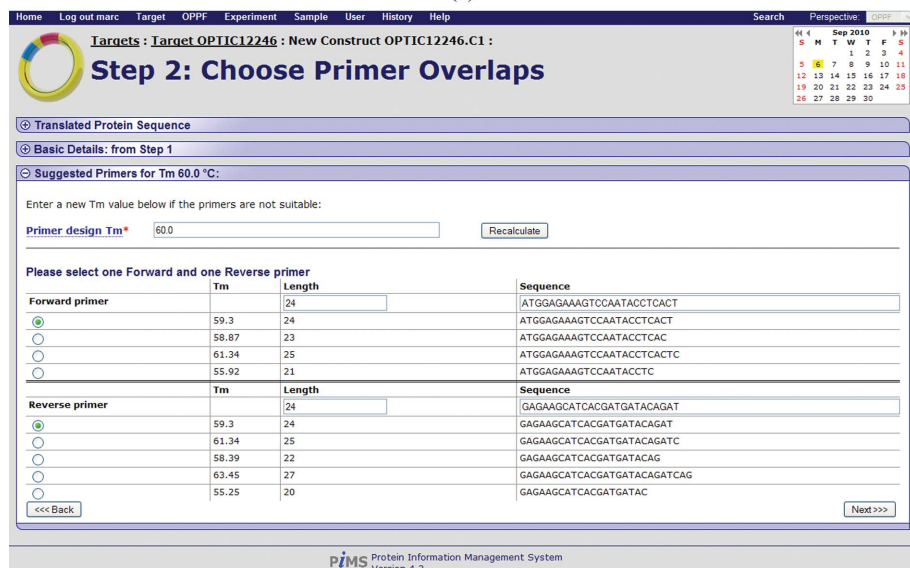 Home Log out marc Target OPPF Experiment Sample User History Help Search Perspective: OPPF
Targets : Target OPTIC12246 : New Construct OPTIC12246.C1 :
Step 2: Choose Primer Overlaps
Sep 2010
S M T W T F S
1 2 3 4
5 6 7 8 9 10 11
12 13 14 15 16 17 18
19 20 21 22 23 24 25
26 27 28 29 30
Translated Protein Sequence
Basic Details: from Step 1
Suggested Primers for Tm 60.0 °C:
Enter a new Tm value below if the primers are not suitable:
Primer design Tm* 60.0 Recalculate
Please select one Forward and one Reverse primer
Tm Length Sequence
Forward primer 24 ATGGAGAAAGTCCAATACCTCACT
59.3 24 ATGGAGAAAGTCCAATACCTCACT
58.87 23 ATGGAGAAAGTCCAATACCTCAC
61.34 25 ATGGAGAAAGTCCAATACCTCACTC
55.92 21 ATGGAGAAAGTCCAATACCTC
Tm Length Sequence
Reverse primer 24 GAGAAGCATCACGATGATACAGAT
59.3 24 GAGAAGCATCACGATGATACAGAT
61.34 25 GAGAAGCATCACGATGATACAGATC
58.39 22 GAGAAGCATCACGATGATACAG
63.45 27 GAGAAGCATCACGATGATACAGATCAG
55.25 20 GAGAAGCATCACGATGATAC
<<< Back Next >>>
PiMS Protein Information Management System